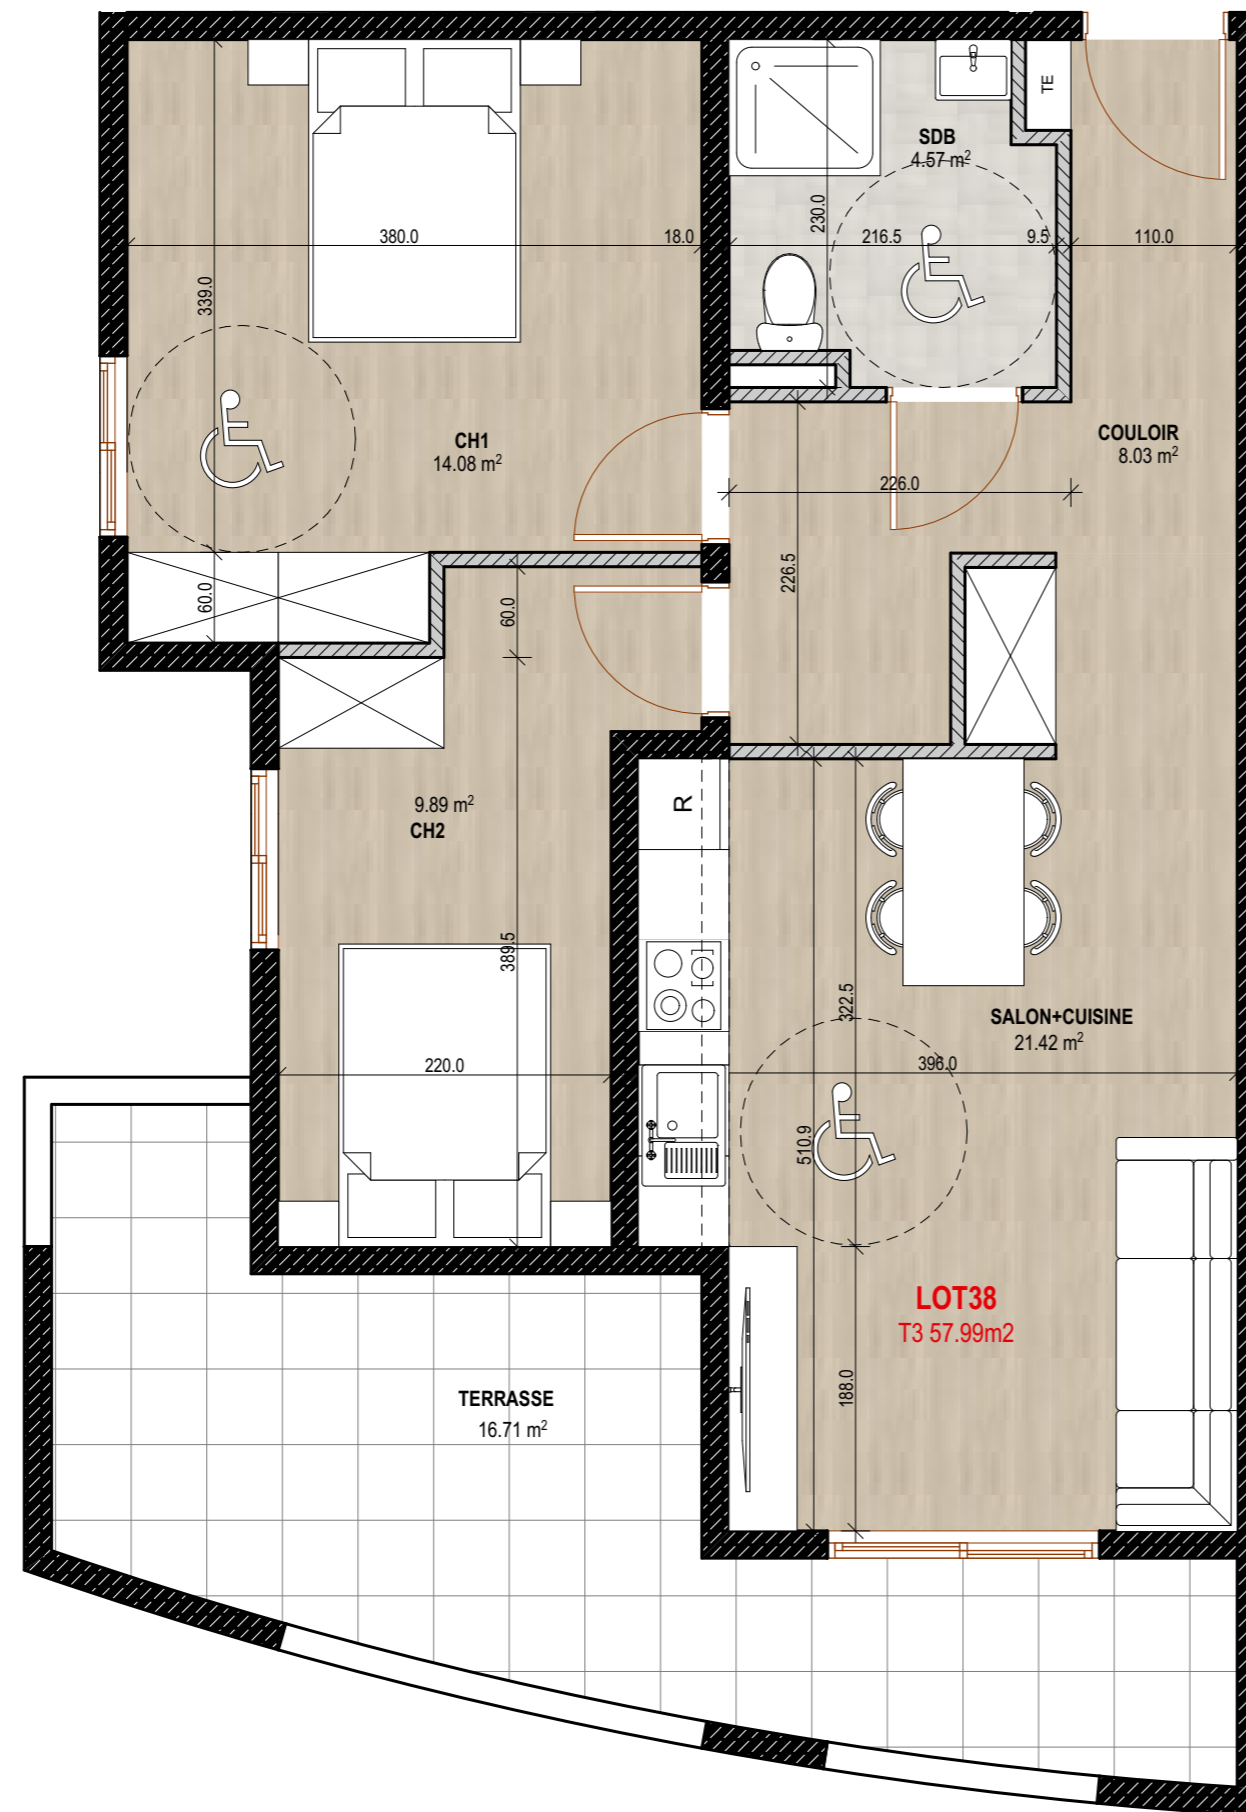 TE
SDB
4.57 m²
230.0
380.0
18.0
216.5
9.5
110.0
339.0
CH1
14.08 m²
COULOIR
8.03 m²
226.0
226.5
60.0
60.0
R
9.89 m²
CH2
389.5
322.5
SALON+CUISINE
21.42 m²
220.0
396.0
510.9
LOT38
T3 57.99m2
188.0
TERRASSE
16.71 m²